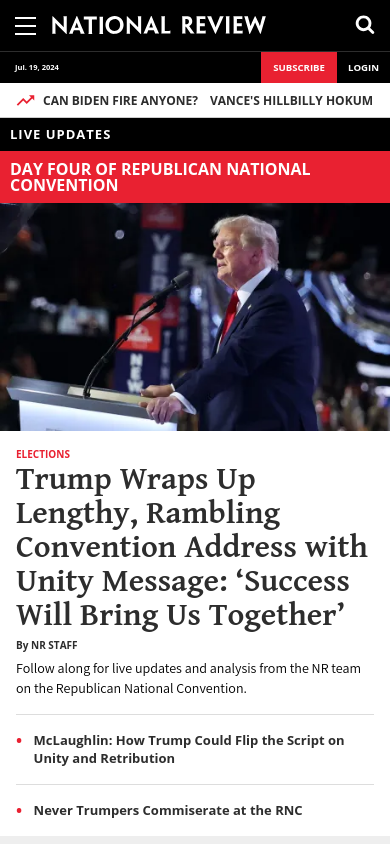 NATIONAL REVIEW
Jul. 19, 2024
SUBSCRIBE
LOGIN
CAN BIDEN FIRE ANYONE?
VANCE'S HILLBILLY HOKUM
LIVE UPDATES
DAY FOUR OF REPUBLICAN NATIONAL
CONVENTION
NEW
ELECTIONS
Trump Wraps Up
Lengthy, Rambling
Convention Address with
Unity Message: ‘Success
Will Bring Us Together’
By NR STAFF
Follow along for live updates and analysis from the NR team
on the Republican National Convention.
• McLaughlin: How Trump Could Flip the Script on
Unity and Retribution
• Never Trumpers Commiserate at the RNC